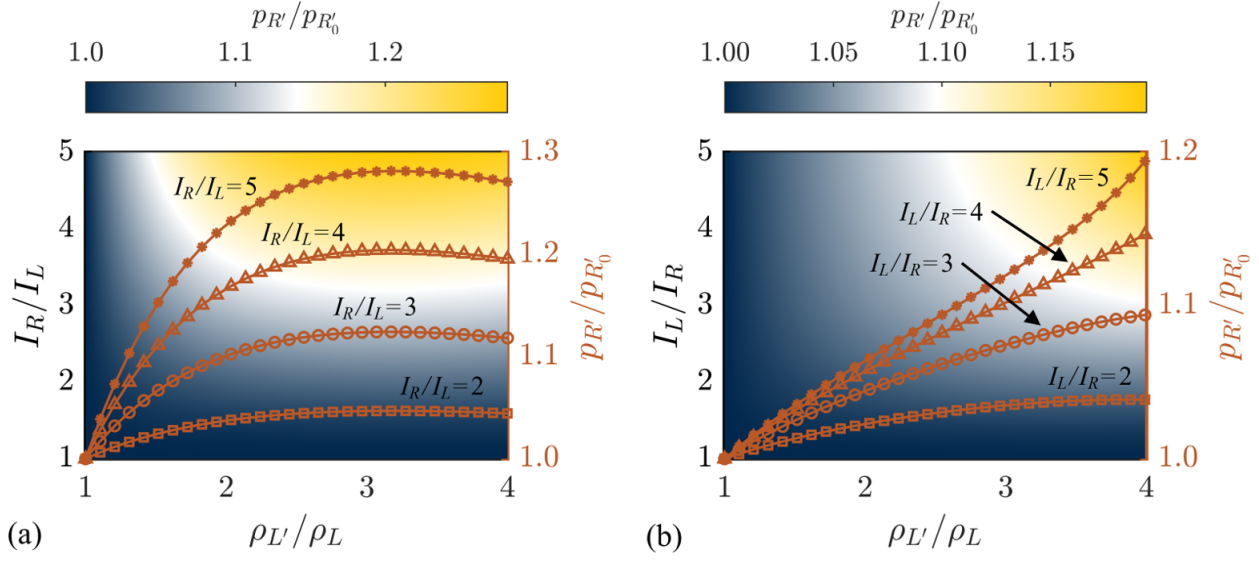 p_{R'}/p_{R'_0}
1.0 1.1 1.2
5
4
3
2
1
I_R/I_L
I_R/I_L=5
I_R/I_L=4
I_R/I_L=3
I_R/I_L=2
1.3
1.2
1.1
1.0
p_{R'}/p_{R'_0}
1 2 3 4
(a) ρ_{L'}/ρ_L
p_{R'}/p_{R'_0}
1.00 1.05 1.10 1.15
5
4
3
2
1
I_L/I_R
I_L/I_R=5
I_L/I_R=4
I_L/I_R=3
I_L/I_R=2
1.2
1.1
1.0
p_{R'}/p_{R'_0}
1 2 3 4
(b) ρ_{L'}/ρ_L